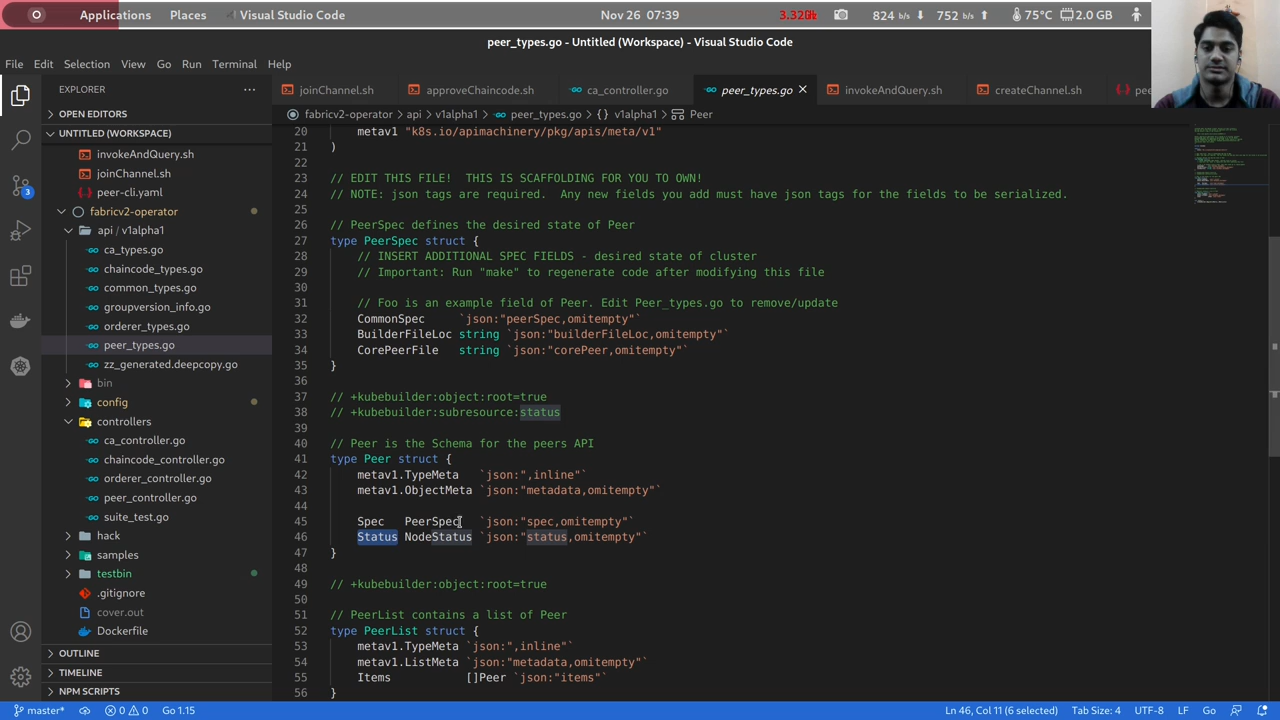 Applications Places Visual Studio Code Nov 26 07:39 3.32GHz 824 b/s 752 b/s 75°C 2.0 GB
peer_types.go - Untitled (Workspace) - Visual Studio Code
File Edit Selection View Go Run Terminal Help
EXPLORER
OPEN EDITORS
UNTITLED (WORKSPACE)
invokeAndQuery.sh
joinChannel.sh
peer-cli.yaml
fabricv2-operator
api / v1alpha1
ca_types.go
chaincode_types.go
common_types.go
groupversion_info.go
orderer_types.go
peer_types.go
zz_generated.deepcopy.go
bin
config
controllers
ca_controller.go
chaincode_controller.go
orderer_controller.go
peer_controller.go
suite_test.go
hack
samples
testbin
.gitignore
cover.out
Dockerfile
OUTLINE
TIMELINE
NPM SCRIPTS
3
joinChannel.sh approveChaincode.sh ca_controller.go peer_types.go invokeAndQuery.sh createChannel.sh
fabricv2-operator > api > v1alpha1 > peer_types.go > {} v1alpha1 > Peer
20 metav1 "k8s.io/apimachinery/pkg/apis/meta/v1"
21 )
22
23 // EDIT THIS FILE! THIS IS SCAFFOLDING FOR YOU TO OWN!
24 // NOTE: json tags are required. Any new fields you add must have json tags for the fields to be serialized.
25
26 // PeerSpec defines the desired state of Peer
27 type PeerSpec struct {
28 // INSERT ADDITIONAL SPEC FIELDS - desired state of cluster
29 // Important: Run "make" to regenerate code after modifying this file
30
31 // Foo is an example field of Peer. Edit Peer_types.go to remove/update
32 CommonSpec `json:"peerSpec,omitempty"`
33 BuilderFileLoc string `json:"builderFileLoc,omitempty"`
34 CorePeerFile string `json:"corePeer,omitempty"`
35 }
36
37 // +kubebuilder:object:root=true
38 // +kubebuilder:subresource:status
39
40 // Peer is the Schema for the peers API
41 type Peer struct {
42 metav1.TypeMeta `json:",inline"`
43 metav1.ObjectMeta `json:"metadata,omitempty"`
44
45 Spec PeerSpec `json:"spec,omitempty"`
46 Status NodeStatus `json:"status,omitempty"`
47 }
48
49 // +kubebuilder:object:root=true
50
51 // PeerList contains a list of Peer
52 type PeerList struct {
53 metav1.TypeMeta `json:",inline"`
54 metav1.ListMeta `json:"metadata,omitempty"`
55 Items []Peer `json:"items"`
56 }
master* 0 0 Go 1.15 Ln 46, Col 11 (6 selected) Tab Size: 4 UTF-8 LF Go